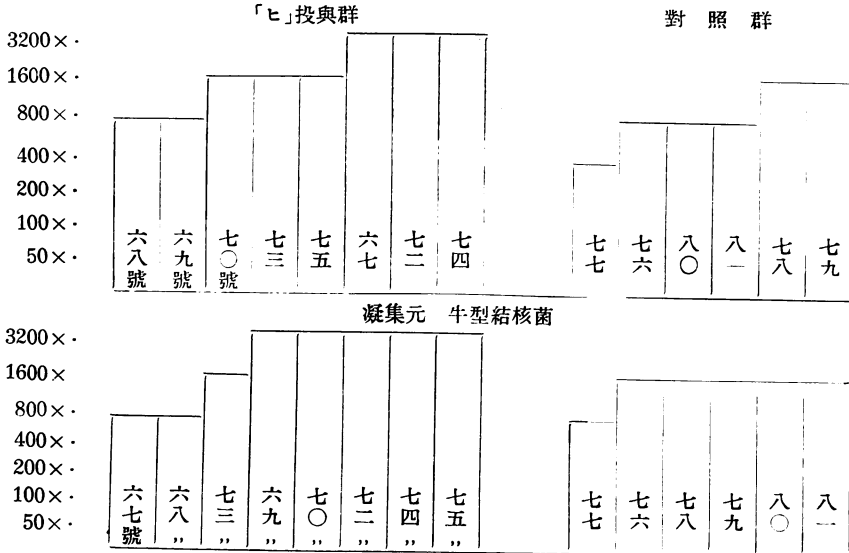 「ヒ」投與群
對照群
3200×.
1600×.
800×.
400×.
200×.
100×.
50×.
六八號
六九號
七〇號
七三
七五
六七
七二
七四
七七
七六
八〇
八一
七八
七九
凝集元 牛型結核菌
3200×.
1600×
800×.
400×.
200×.
100×.
50×.
六七號
六八〃
七三〃
六九〃
七〇〃
七二〃
七四〃
七五〃
七七
七六
七八
七九
八〇
八一